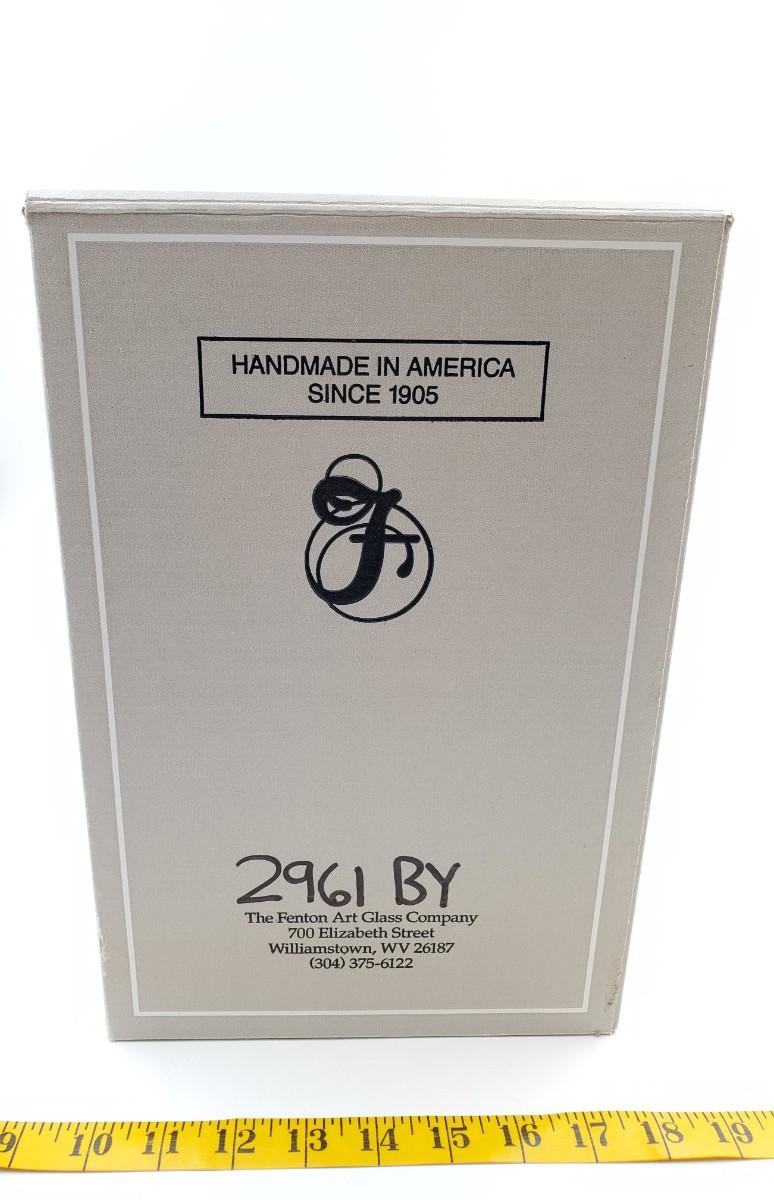 HANDMADE IN AMERICA
SINCE 1905
F
2961 BY
The Fenton Art Glass Company
700 Elizabeth Street
Williamstown, WV 26187
(304) 375-6122
9 10 11 12 13 14 15 16 17 18 19